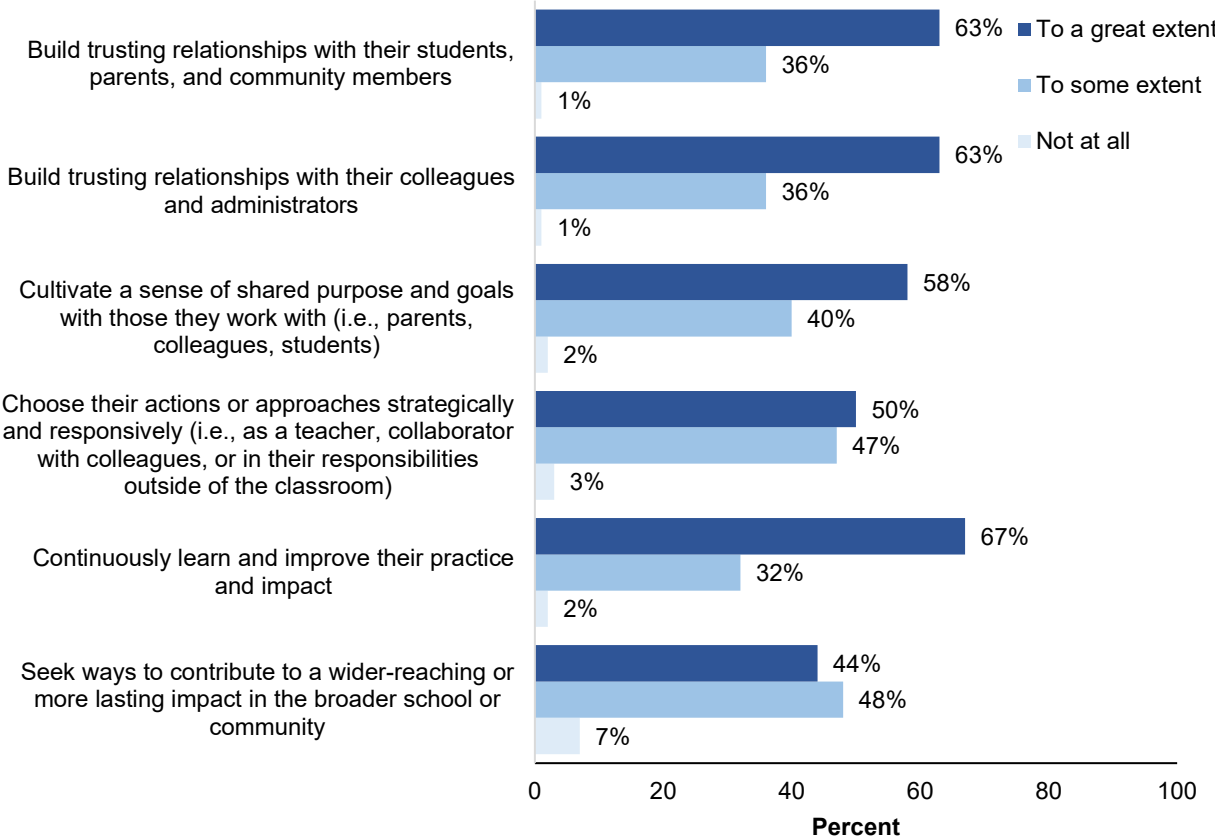 Build trusting relationships with their students,
parents, and community members
63%
36%
1%
To a great extent
To some extent
Not at all
Build trusting relationships with their colleagues
and administrators
63%
36%
1%
Cultivate a sense of shared purpose and goals
with those they work with (i.e., parents,
colleagues, students)
58%
40%
2%
Choose their actions or approaches strategically
and responsively (i.e., as a teacher, collaborator
with colleagues, or in their responsibilities
outside of the classroom)
50%
47%
3%
Continuously learn and improve their practice
and impact
67%
32%
2%
Seek ways to contribute to a wider-reaching or
more lasting impact in the broader school or
community
44%
48%
7%
0 20 40 60 80 100
Percent